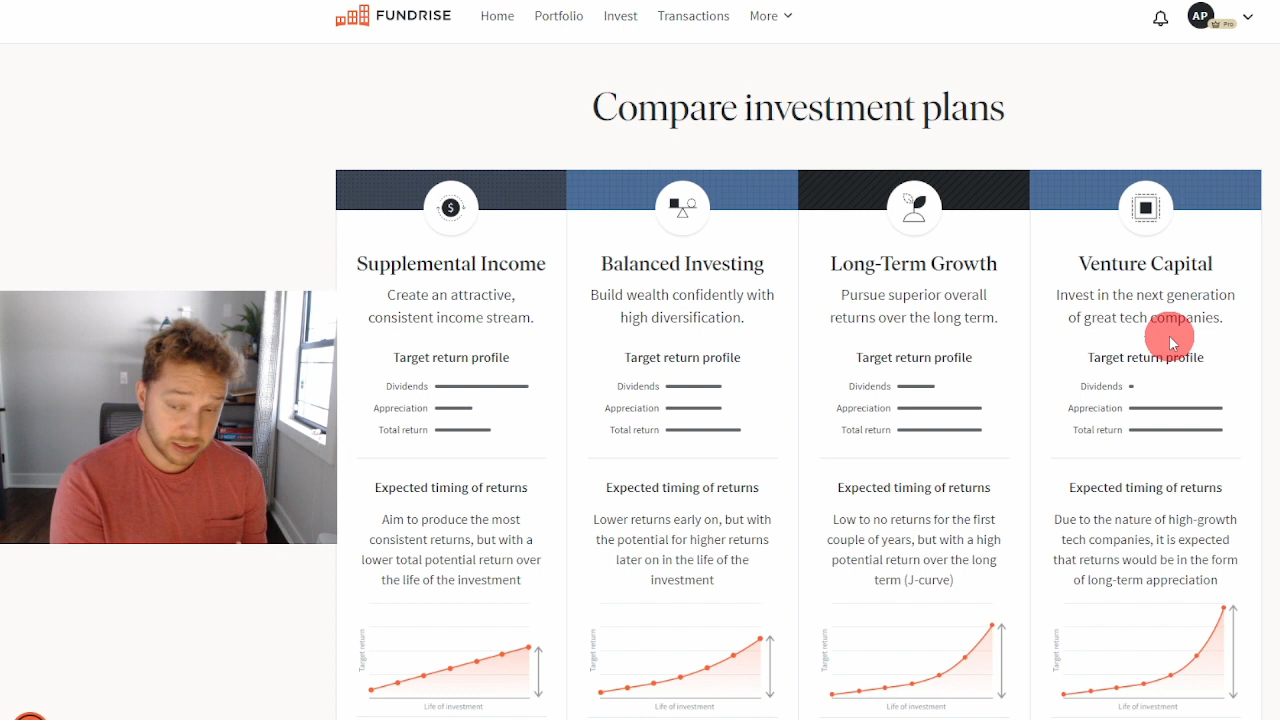 FUNDRISE
Home
Portfolio
Invest
Transactions
More
AP
Pro
Compare investment plans
$
Supplemental Income
Create an attractive,
consistent income stream.
Target return profile
Dividends
Appreciation
Total return
Expected timing of returns
Aim to produce the most
consistent returns, but with a
lower total potential return over
the life of the investment
Target return
Life of investment
Balanced Investing
Build wealth confidently with
high diversification.
Target return profile
Dividends
Appreciation
Total return
Expected timing of returns
Lower returns early on, but with
the potential for higher returns
later on in the life of the
investment
Target return
Life of investment
Long-Term Growth
Pursue superior overall
returns over the long term.
Target return profile
Dividends
Appreciation
Total return
Expected timing of returns
Low to no returns for the first
couple of years, but with a high
potential return over the long
term (J-curve)
Target return
Life of investment
Venture Capital
Invest in the next generation
of great tech companies.
Target return profile
Dividends
Appreciation
Total return
Expected timing of returns
Due to the nature of high-growth
tech companies, it is expected
that returns would be in the form
of long-term appreciation
Target return
Life of investment